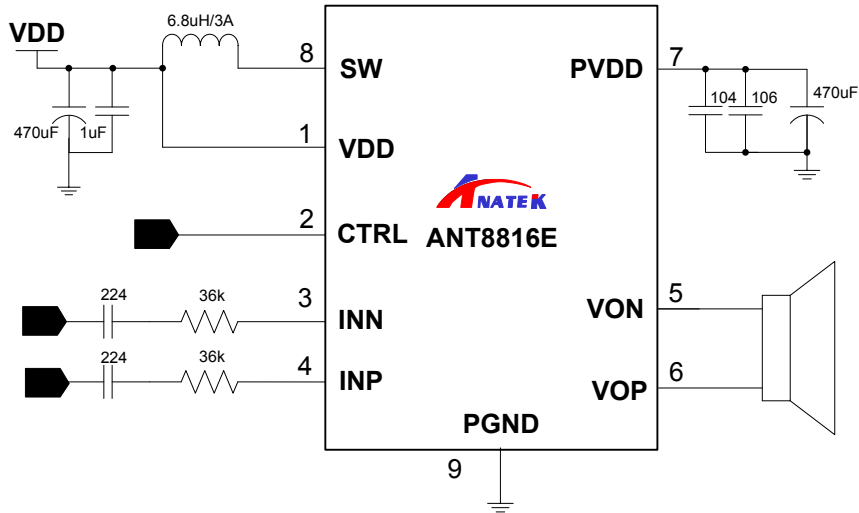 VDD
6.8uH/3A
470uF
1uF
8
SW
1
VDD
2
CTRL
224
36k
3
INN
224
36k
4
INP
ANATEK
ANT8816E
PVDD
7
104
106
470uF
VON
5
VOP
6
PGND
9